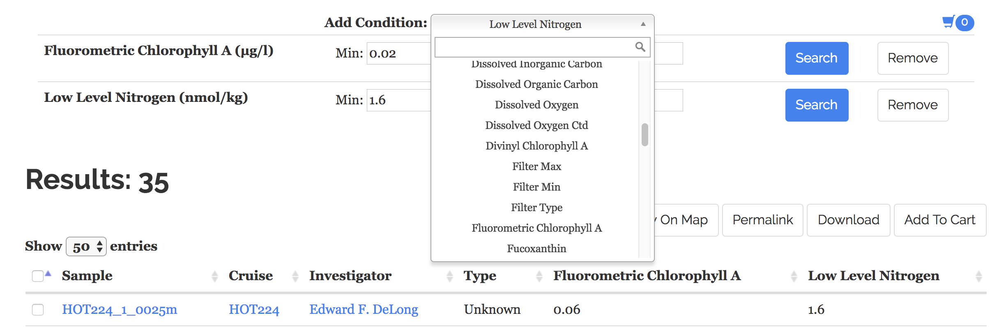 Add Condition: Low Level Nitrogen 0
Fluorometric Chlorophyll A (µg/l) Min: 0.02 Search Remove
Dissolved Inorganic Carbon
Dissolved Organic Carbon
Low Level Nitrogen (nmol/kg) Min: 1.6 Search Remove
Dissolved Oxygen
Dissolved Oxygen Ctd
Divinyl Chlorophyll A
Filter Max
Results: 35
Filter Min
Filter Type
On Map Permalink Download Add To Cart
Fluorometric Chlorophyll A
Show 50 entries
Fucoxanthin
Sample Cruise Investigator Type Fluorometric Chlorophyll A Low Level Nitrogen
HOT224_1_0025m HOT224 Edward F. DeLong Unknown 0.06 1.6